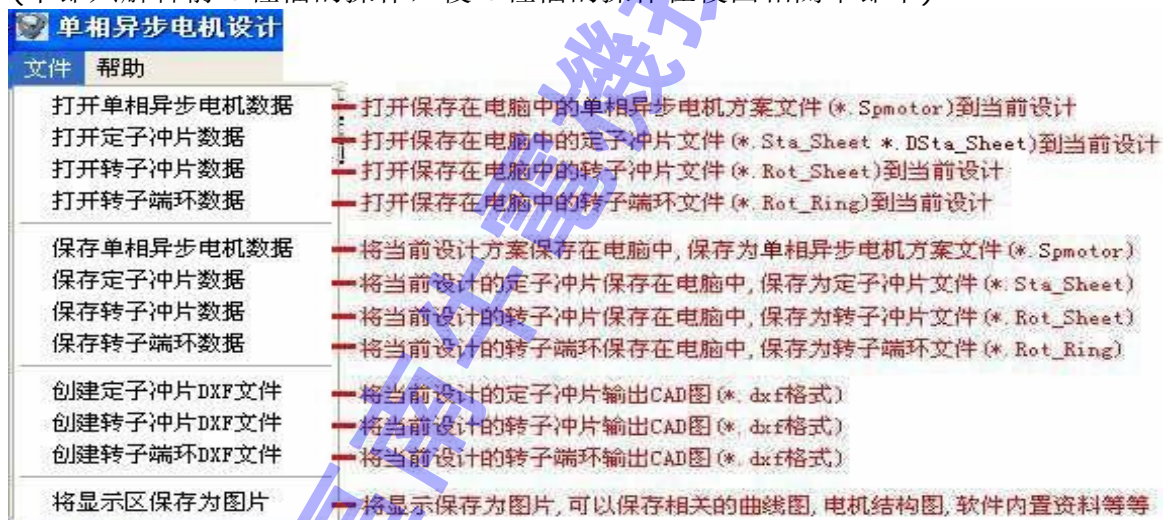 单相异步电机设计
文件 帮助
打开单相异步电机数据 打开保存在电脑中的单相异步电机方案文件(*.Spmotor)到当前设计
打开定子冲片数据 打开保存在电脑中的定子冲片文件(*.Sta_Sheet *.DSta_Sheet)到当前设计
打开转子冲片数据 打开保存在电脑中的转子冲片文件(*.Rot_Sheet)到当前设计
打开转子端环数据 打开保存在电脑中的转子端环文件(*.Rot_Ring)到当前设计
保存单相异步电机数据 将当前设计方案保存在电脑中,保存为单相异步电机方案文件(*.Spmotor)
保存定子冲片数据 将当前设计的定子冲片保存在电脑中,保存为定子冲片文件(*.Sta_Sheet)
保存转子冲片数据 将当前设计的转子冲片保存在电脑中,保存为转子冲片文件(*.Rot_Sheet)
保存转子端环数据 将当前设计的转子端环保存在电脑中,保存为转子端环文件(*.Rot_Ring)
创建定子冲片DXF文件 将当前设计的定子冲片输出CAD图(*.dxf格式)
创建转子冲片DXF文件 将当前设计的转子冲片输出CAD图(*.dxf格式)
创建转子端环DXF文件 将当前设计的转子端环输出CAD图(*.dxf格式)
将显示区保存为图片 将显示保存为图片,可以保存相关的曲线图,电机结构图,软件内置资料等等